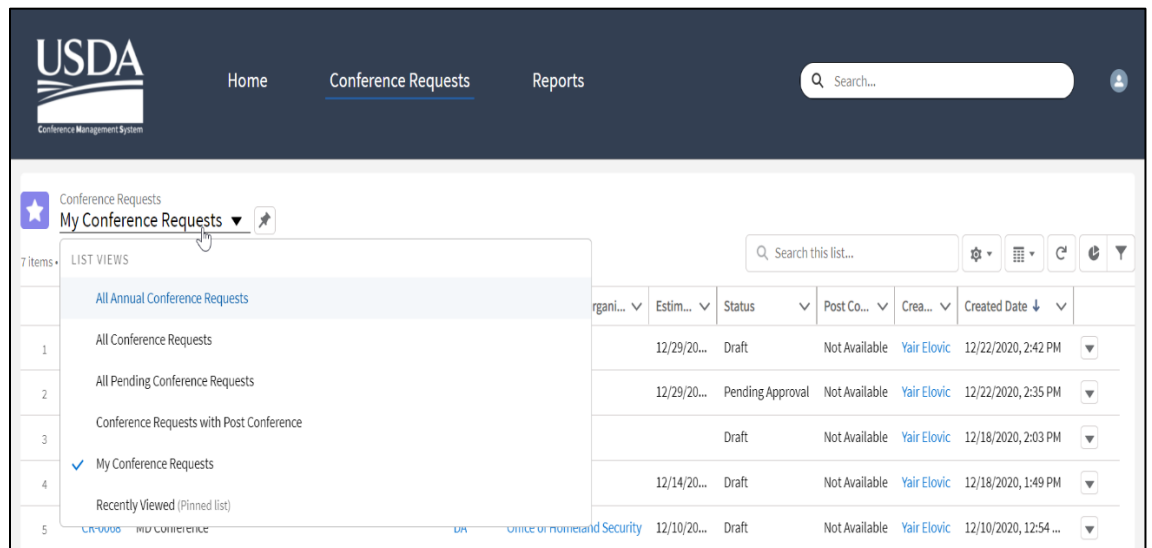 USDA
Conference Management System
Home Conference Requests Reports
Search...
Conference Requests
My Conference Requests
7 items •
Search this list...
LIST VIEWS
All Annual Conference Requests
All Conference Requests
All Pending Conference Requests
Conference Requests with Post Conference
My Conference Requests
Recently Viewed (Pinned list)
rgani... Estim... Status Post Co... Crea... Created Date
1 12/29/20... Draft Not Available Yair Elovic 12/22/2020, 2:42 PM
2 12/29/20... Pending Approval Not Available Yair Elovic 12/22/2020, 2:35 PM
3 Draft Not Available Yair Elovic 12/18/2020, 2:03 PM
4 12/14/20... Draft Not Available Yair Elovic 12/18/2020, 1:49 PM
5 CR-0068 MD Conference DA Office of Homeland Security 12/10/20... Draft Not Available Yair Elovic 12/10/2020, 12:54 ...